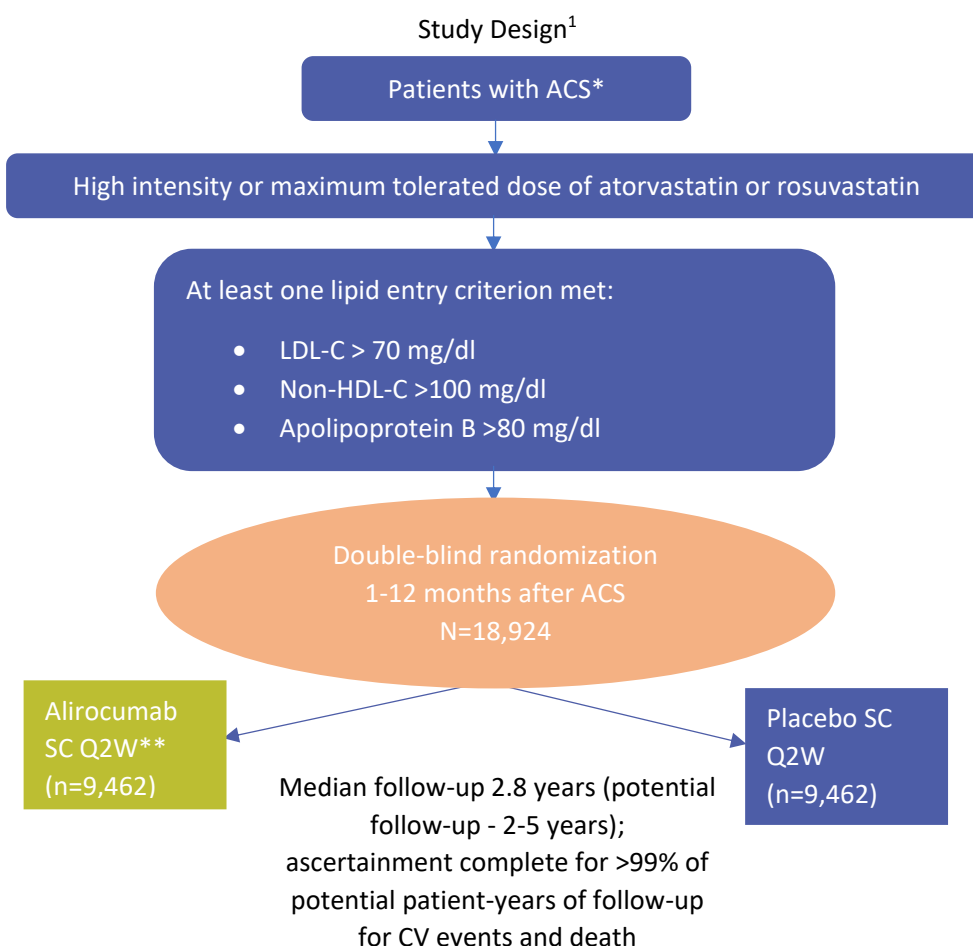 Study Design¹
Patients with ACS*
High intensity or maximum tolerated dose of atorvastatin or rosuvastatin
At least one lipid entry criterion met:
• LDL-C > 70 mg/dl
• Non-HDL-C >100 mg/dl
• Apolipoprotein B >80 mg/dl
Double-blind randomization
1-12 months after ACS
N=18,924
Alirocumab
SC Q2W**
(n=9,462)
Placebo SC
Q2W
(n=9,462)
Median follow-up 2.8 years (potential
follow-up - 2-5 years);
ascertainment complete for >99% of
potential patient-years of follow-up
for CV events and death